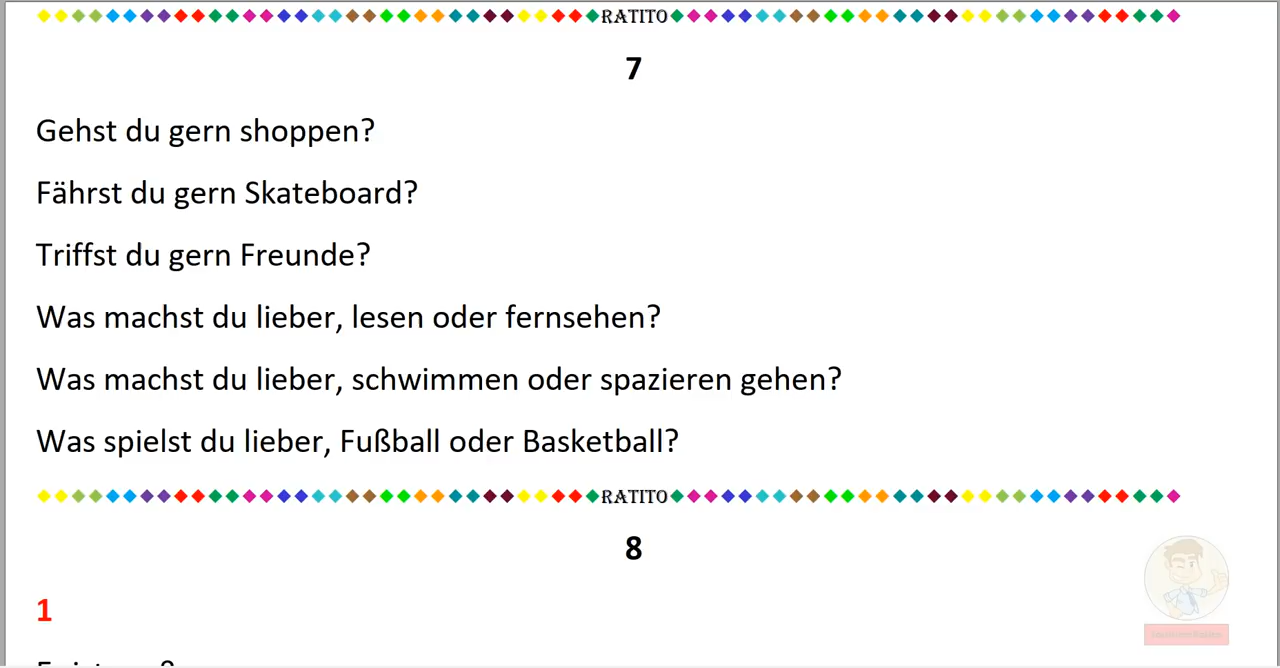 RATITO
7
Gehst du gern shoppen?
Fährst du gern Skateboard?
Triffst du gern Freunde?
Was machst du lieber, lesen oder fernsehen?
Was machst du lieber, schwimmen oder spazieren gehen?
Was spielst du lieber, Fußball oder Basketball?
RATITO
8
1